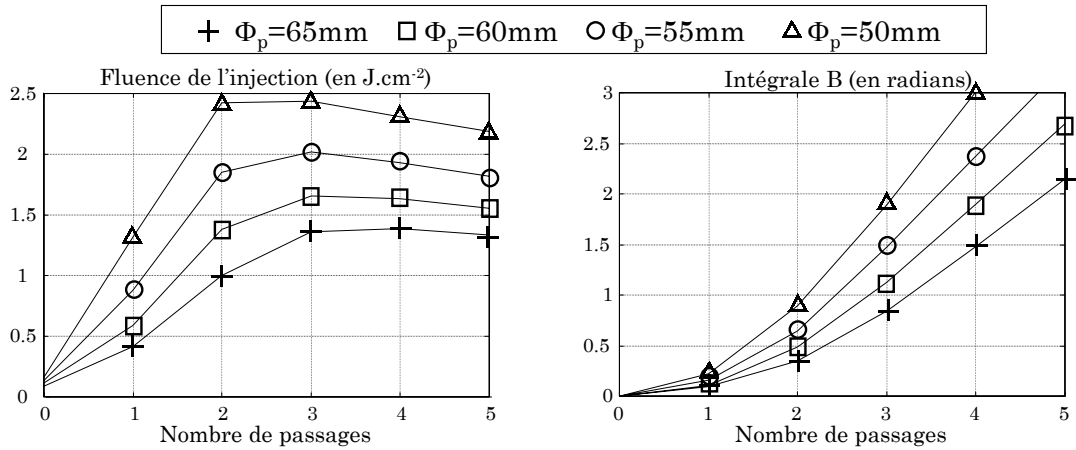 Φp=65mm Φp=60mm Φp=55mm Φp=50mm
Fluence de l'injection (en J.cm-2)
2.5
2
1.5
1
0.5
0
0 1 2 3 4 5
Nombre de passages
Intégrale B (en radians)
3
2.5
2
1.5
1
0.5
0
0 1 2 3 4 5
Nombre de passages